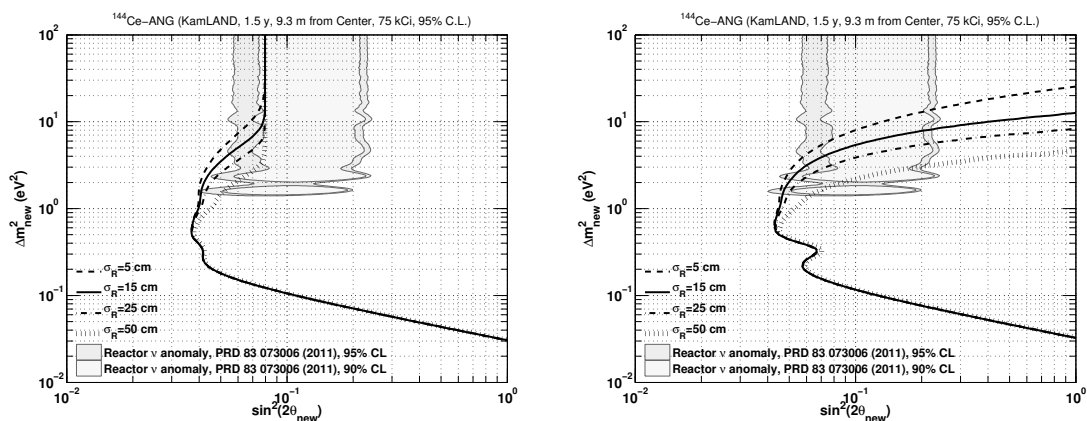 ¹⁴⁴Ce−ANG (KamLAND, 1.5 y, 9.3 m from Center, 75 kCi, 95% C.L.)
10²
10¹
10⁰
10⁻¹
10⁻²
Δm²new (eV²)
σR=5 cm
σR=15 cm
σR=25 cm
σR=50 cm
Reactor ν anomaly, PRD 83 073006 (2011), 95% CL
Reactor ν anomaly, PRD 83 073006 (2011), 90% CL
10⁻² 10⁻¹ 10⁰
sin²(2θnew)
¹⁴⁴Ce−ANG (KamLAND, 1.5 y, 9.3 m from Center, 75 kCi, 95% C.L.)
10²
10¹
10⁰
10⁻¹
10⁻²
Δm²new (eV²)
σR=5 cm
σR=15 cm
σR=25 cm
σR=50 cm
Reactor ν anomaly, PRD 83 073006 (2011), 95% CL
Reactor ν anomaly, PRD 83 073006 (2011), 90% CL
10⁻² 10⁻¹ 10⁰
sin²(2θnew)